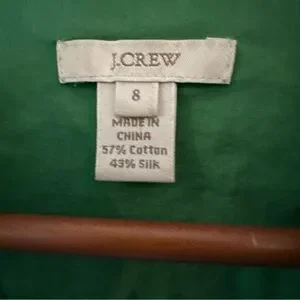 J.CREW
8
MADE IN
CHINA
57% Cotton
43% Silk